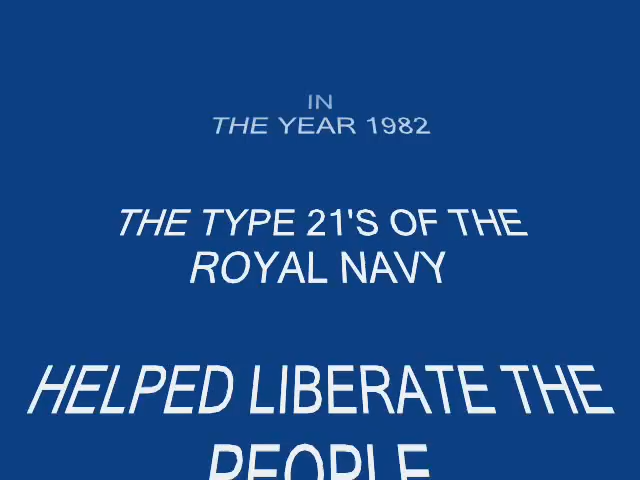 IN
THE YEAR 1982
THE TYPE 21'S OF THE
ROYAL NAVY
HELPED LIBERATE THE
PEOPLE